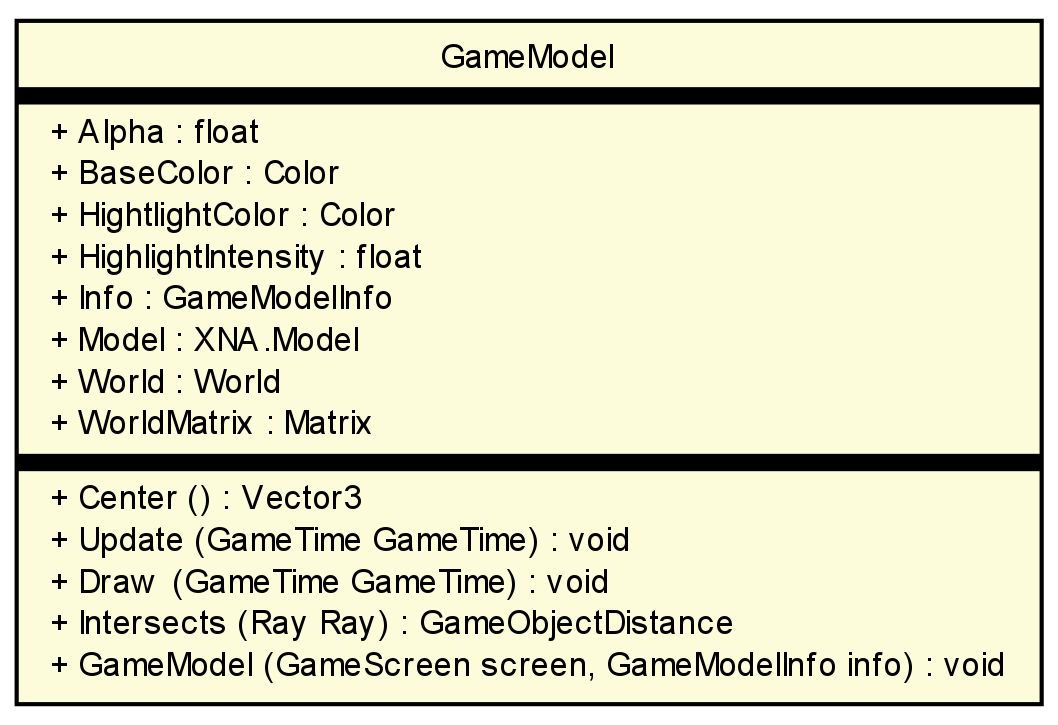 GameModel
+ Alpha : float
+ BaseColor : Color
+ HightlightColor : Color
+ HighlightIntensity : float
+ Info : GameModelInfo
+ Model : XNA.Model
+ World : World
+ WorldMatrix : Matrix
+ Center () : Vector3
+ Update (GameTime GameTime) : void
+ Draw (GameTime GameTime) : void
+ Intersects (Ray Ray) : GameObjectDistance
+ GameModel (GameScreen screen, GameModelInfo info) : void